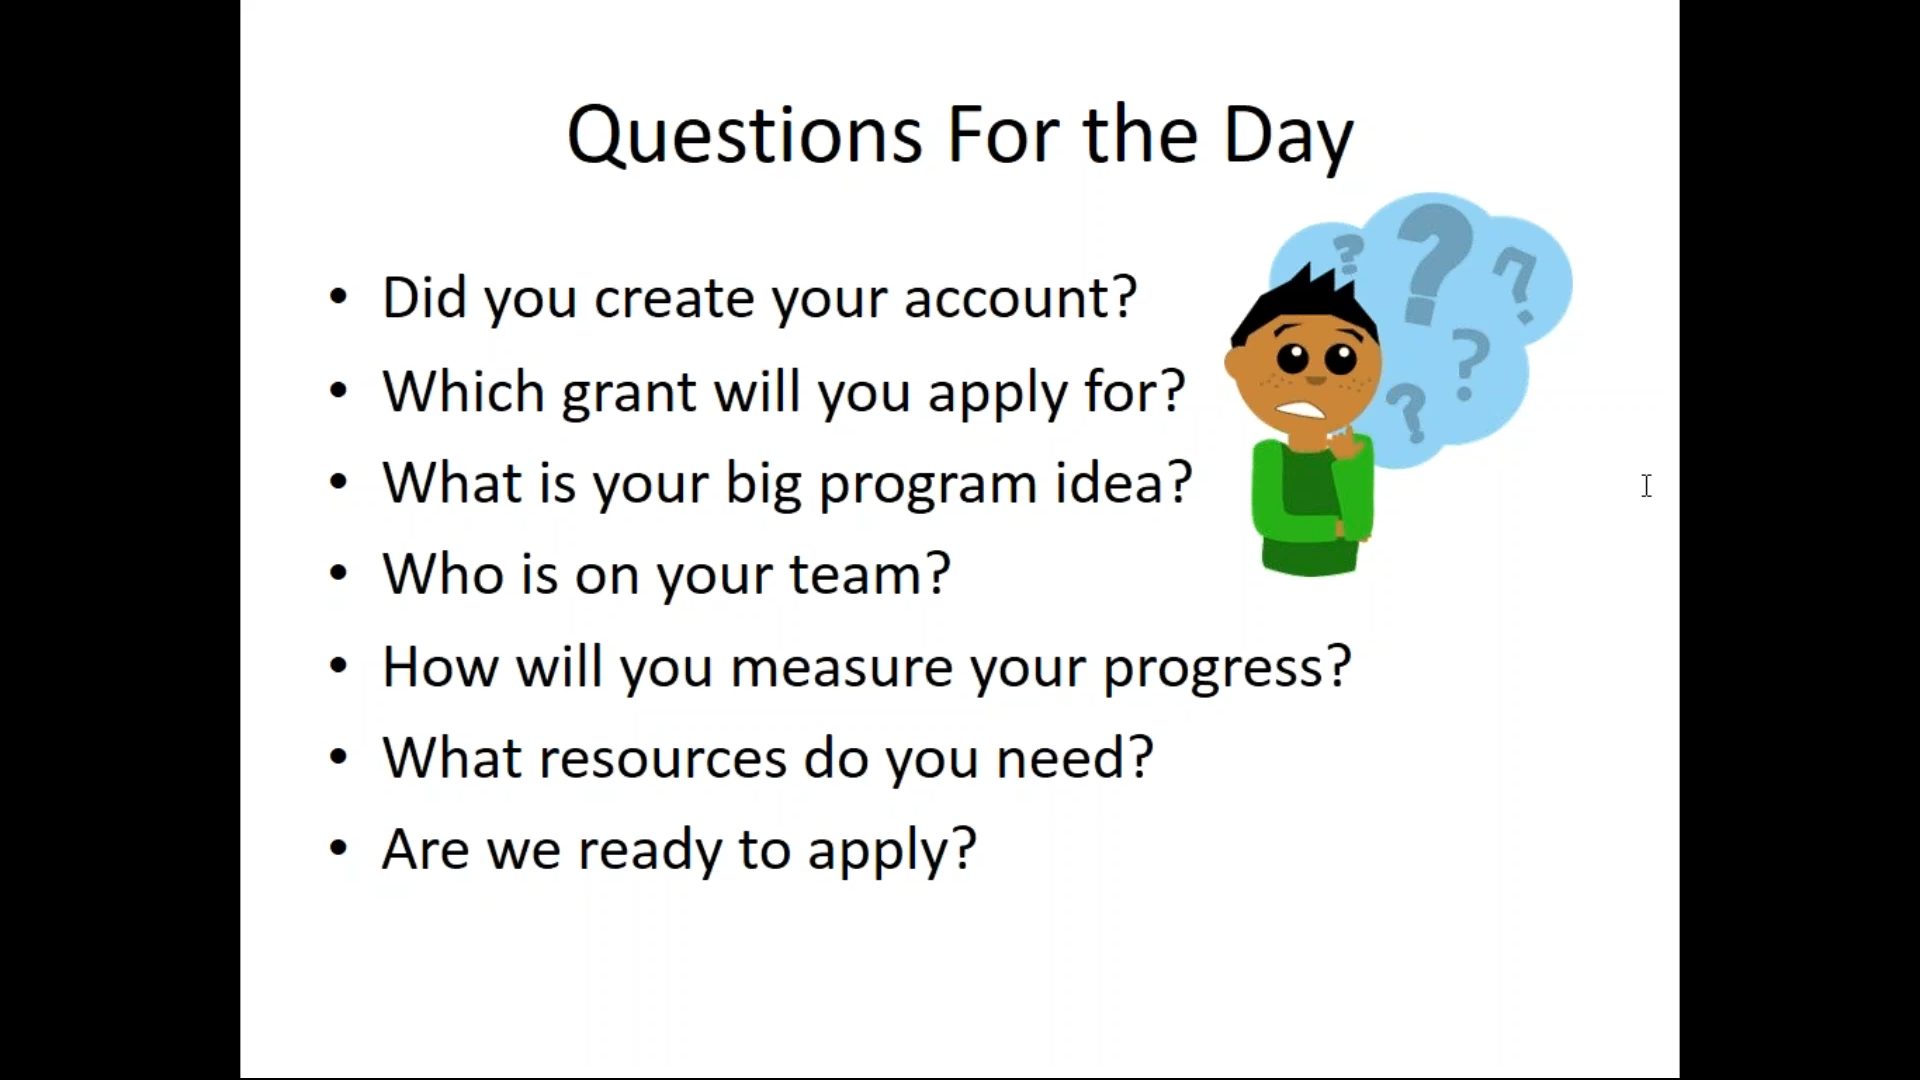 Questions For the Day
• Did you create your account?
• Which grant will you apply for?
• What is your big program idea?
• Who is on your team?
• How will you measure your progress?
• What resources do you need?
• Are we ready to apply?
? ? ? ? ?